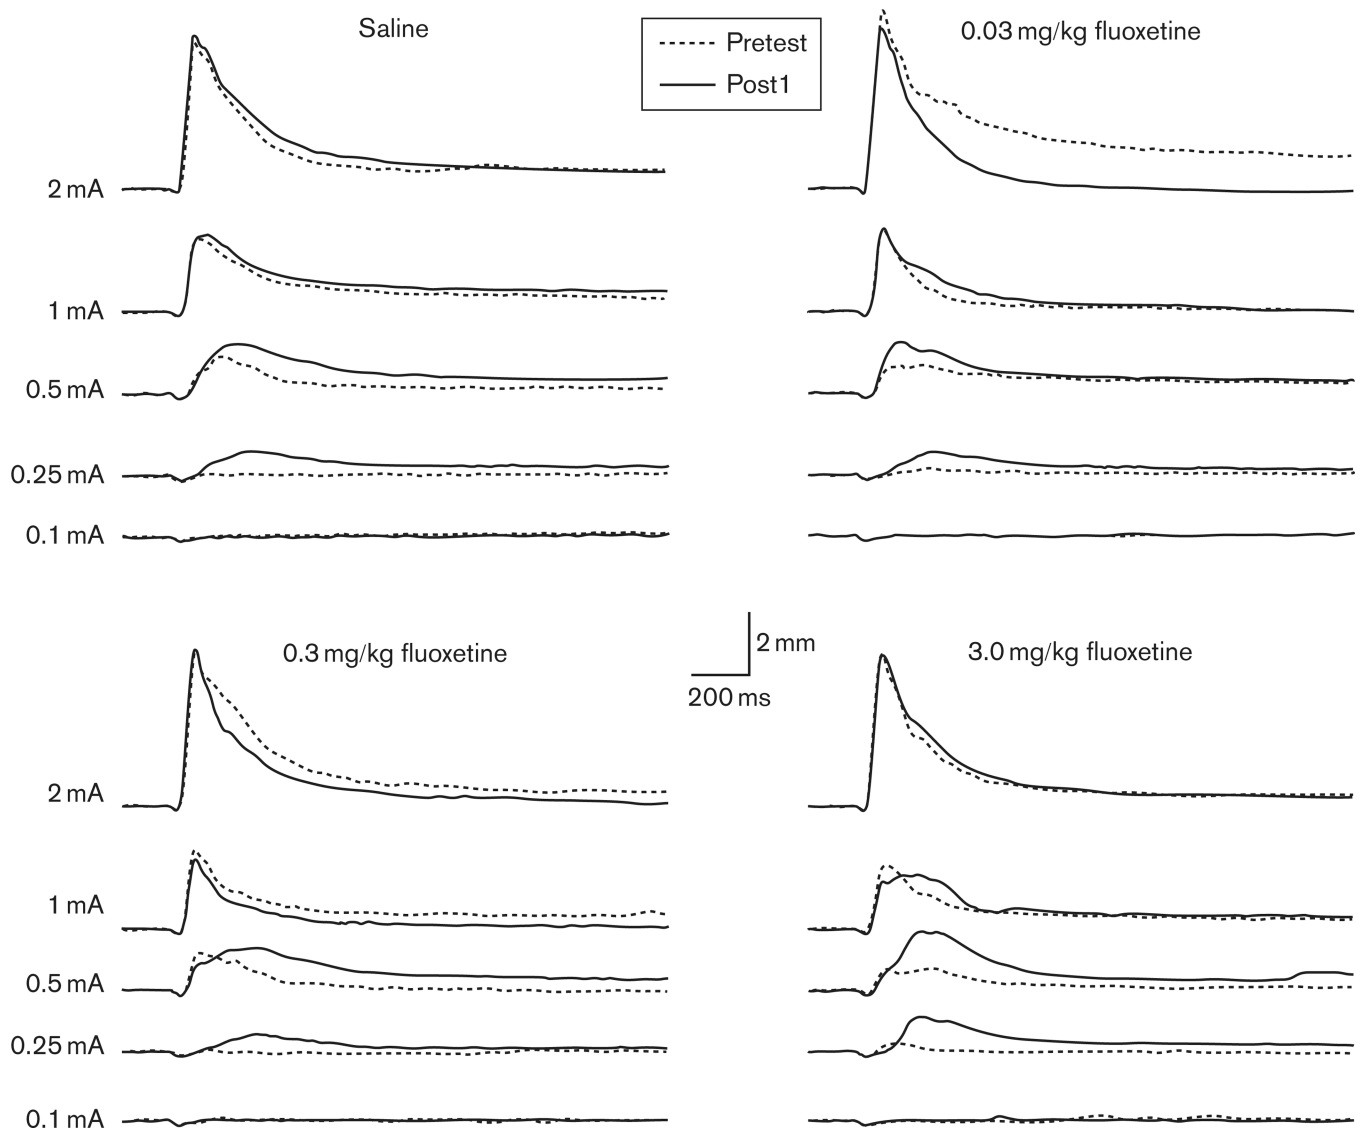 Saline
Pretest
Post1
0.03 mg/kg fluoxetine
2 mA
1 mA
0.5 mA
0.25 mA
0.1 mA
0.3 mg/kg fluoxetine
2 mm
200 ms
3.0 mg/kg fluoxetine
2 mA
1 mA
0.5 mA
0.25 mA
0.1 mA